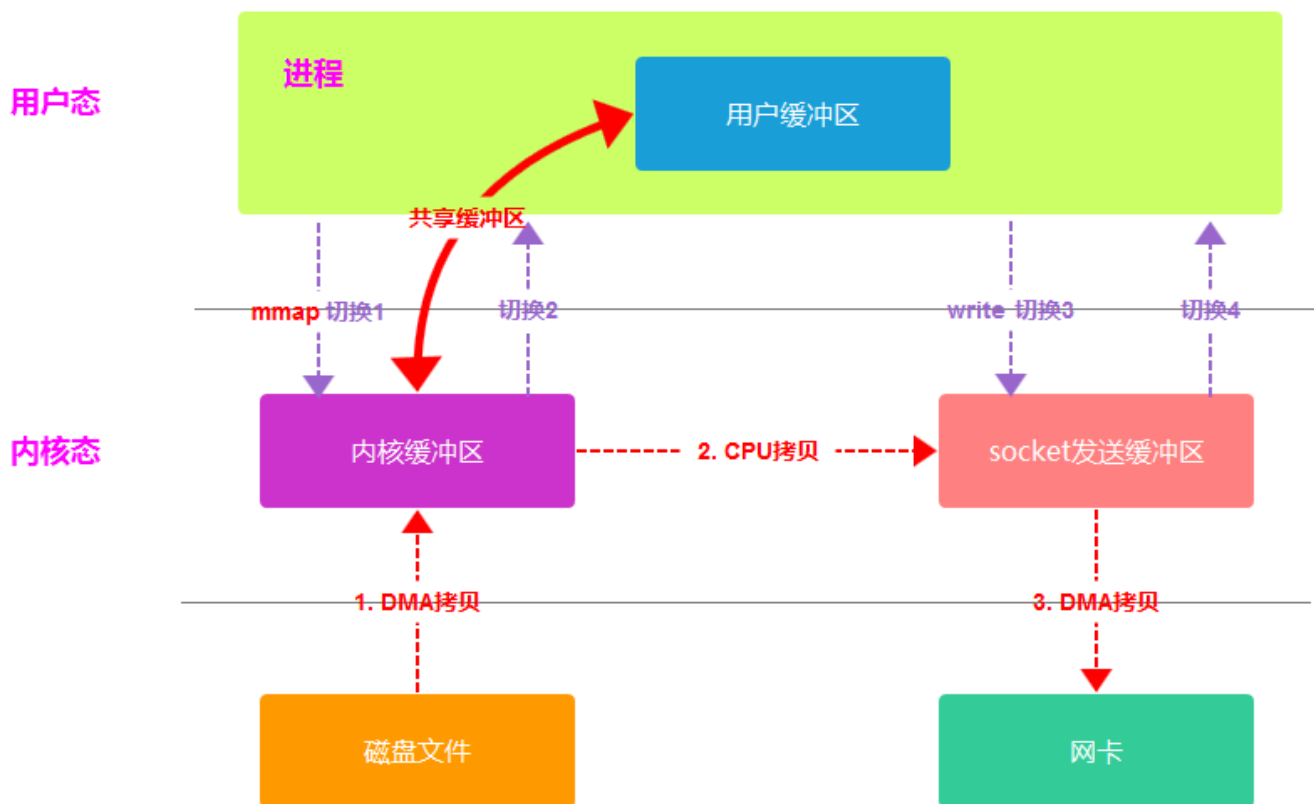 进程
用户态
用户缓冲区
共享缓冲区
mmap 切换1
切换2
write 切换3
切换4
内核态
内核缓冲区
2. CPU拷贝
socket发送缓冲区
1. DMA拷贝
3. DMA拷贝
磁盘文件
网卡